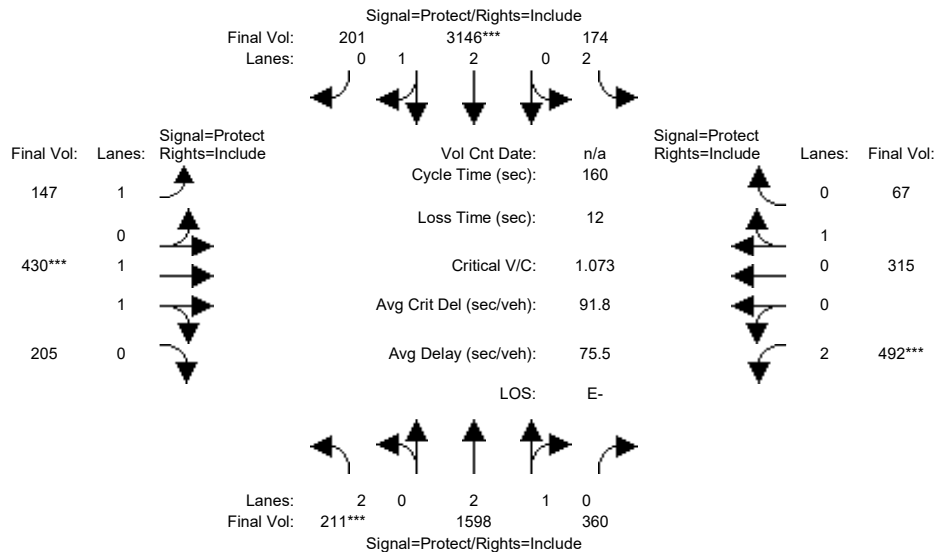 Signal=Protect/Rights=Include
Final Vol: 201 3146*** 174
Lanes: 0 1 2 0 2
Signal=Protect Signal=Protect
Final Vol: Lanes: Rights=Include Vol Cnt Date: n/a Rights=Include Lanes: Final Vol:
Cycle Time (sec): 160
147 1 0 67
Loss Time (sec): 12
0 1
430*** 1 Critical V/C: 1.073 0 315
1 Avg Crit Del (sec/veh): 91.8 0
205 0 Avg Delay (sec/veh): 75.5 2 492***
LOS: E-
Lanes: 2 0 2 1 0
Final Vol: 211*** 1598 360
Signal=Protect/Rights=Include